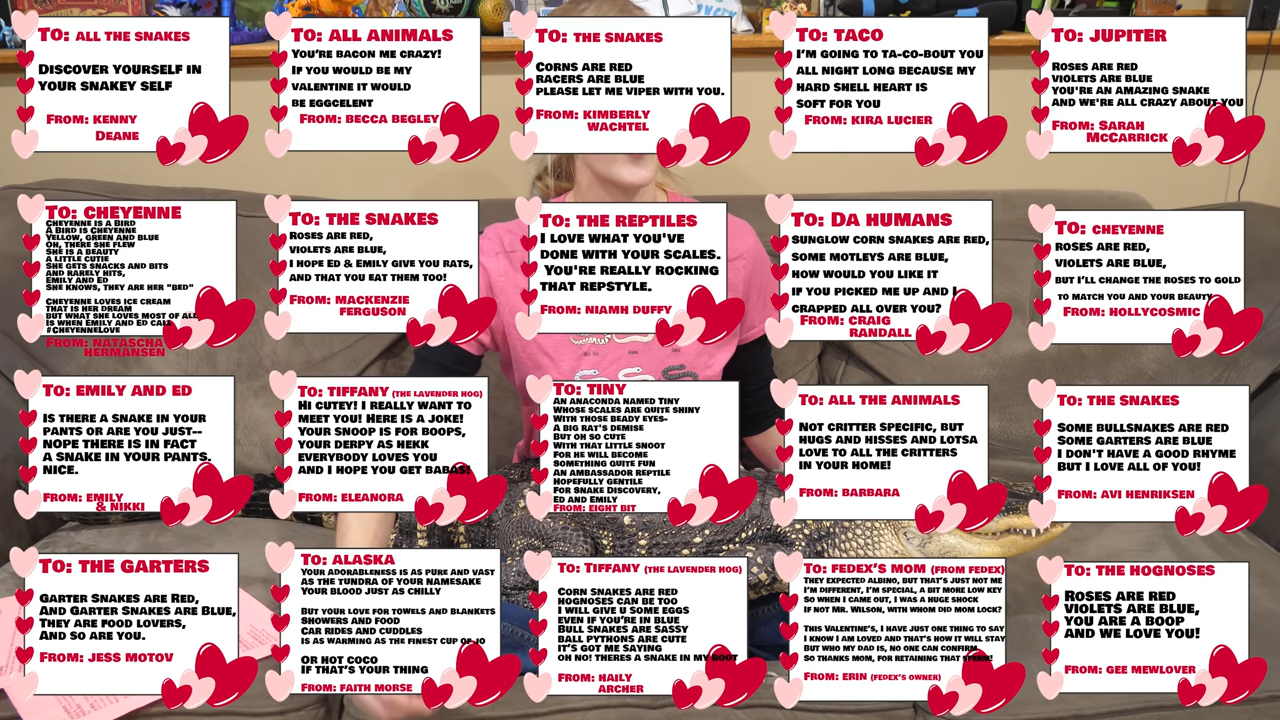 TO: ALL THE SNAKES
DISCOVER YOURSELF IN
YOUR SNAKEY SELF
FROM: KENNY
DEANE
TO: ALL ANIMALS
YOU'RE BACON ME CRAZY!
IF YOU WOULD BE MY
VALENTINE IT WOULD
BE EGGCELENT
FROM: BECCA BEGLEY
TO: THE SNAKES
CORNS ARE RED
RACERS ARE BLUE
PLEASE LET ME VIPER WITH YOU.
FROM: KIMBERLY
WACHTEL
TO: TACO
I'M GOING TO TA-CO-BOUT YOU
ALL NIGHT LONG BECAUSE MY
HARD SHELL HEART IS
SOFT FOR YOU
FROM: KIRA LUCIER
TO: JUPITER
ROSES ARE RED
VIOLETS ARE BLUE
YOU'RE AN AMAZING SNAKE
AND WE'RE ALL CRAZY ABOUT YOU
FROM: SARAH
MCCARRICK
TO: CHEYENNE
CHEYENNE IS A BIRD
A BIRD IS CHEYENNE
YELLOW, GREEN AND BLUE
OH, THERE SHE FLEW
SHE IS A BEAUTY
A LITTLE CUTIE
SHE GETS SNACKS AND BITS
AND RARELY HITS,
EMILY AND ED
SHE KNOWS, THEY ARE HER "BED"
CHEYENNE LOVES ICE CREAM
THAT IS HER DREAM
BUT WHAT SHE LOVES MOST OF ALL
IS WHEN EMILY AND ED CALL
#CHEYENNELOVE
FROM: NATASCHA
HERMANSEN
TO: THE SNAKES
ROSES ARE RED,
VIOLETS ARE BLUE,
I HOPE ED & EMILY GIVE YOU RATS,
AND THAT YOU EAT THEM TOO!
FROM: MACKENZIE
FERGUSON
TO: THE REPTILES
I LOVE WHAT YOU'VE
DONE WITH YOUR SCALES.
YOU'RE REALLY ROCKING
THAT REPSTYLE.
FROM: NIAMH DUFFY
TO: DA HUMANS
SUNGLOW CORN SNAKES ARE RED,
SOME MOTLEYS ARE BLUE,
HOW WOULD YOU LIKE IT
IF YOU PICKED ME UP AND I
CRAPPED ALL OVER YOU?
FROM: CRAIG
RANDALL
TO: CHEYENNE
ROSES ARE RED,
VIOLETS ARE BLUE,
BUT I'LL CHANGE THE ROSES TO GOLD
TO MATCH YOU AND YOUR BEAUTY
FROM: HOLLYCOSMIC
TO: EMILY AND ED
IS THERE A SNAKE IN YOUR
PANTS OR ARE YOU JUST--
NOPE THERE IS IN FACT
A SNAKE IN YOUR PANTS.
NICE.
FROM: EMILY
& NIKKI
TO: TIFFANY (THE LAVENDER HOG)
HI CUTEY! I REALLY WANT TO
MEET YOU! HERE IS A JOKE!
YOUR SNOOP IS FOR BOOPS,
YOUR DERPY AS HEKK
EVERYBODY LOVES YOU
AND I HOPE YOU GET BABAS!
FROM: ELEANORA
TO: TINY
AN ANACONDA NAMED TINY
WHOSE SCALES ARE QUITE SHINY
WITH THOSE BEADY EYES-
A BIG RAT'S DEMISE
BUT OH SO CUTE
WITH THAT LITTLE SNOOT
FOR HE WILL BECOME
SOMETHING QUITE FUN
AN AMBASSADOR REPTILE
HOPEFULLY GENTILE
FOR SNAKE DISCOVERY,
ED AND EMILY
FROM: EIGHT BIT
TO: ALL THE ANIMALS
NOT CRITTER SPECIFIC, BUT
HUGS AND HISSES AND LOTSA
LOVE TO ALL THE CRITTERS
IN YOUR HOME!
FROM: BARBARA
TO: THE SNAKES
SOME BULLSNAKES ARE RED
SOME GARTERS ARE BLUE
I DON'T HAVE A GOOD RHYME
BUT I LOVE ALL OF YOU!
FROM: AVI HENRIKSEN
TO: THE GARTERS
GARTER SNAKES ARE RED,
AND GARTER SNAKES ARE BLUE,
THEY ARE FOOD LOVERS,
AND SO ARE YOU.
FROM: JESS MOTOV
TO: ALASKA
YOUR ADORABLENESS IS AS PURE AND VAST
AS THE TUNDRA OF YOUR NAMESAKE
YOUR BLOOD JUST AS CHILLY
BUT YOUR LOVE FOR TOWELS AND BLANKETS
SHOWERS AND FOOD
CAR RIDES AND CUDDLES
IS AS WARMING AS THE FINEST CUP OF JO
OR HOT COCO
IF THAT'S YOUR THING
FROM: FAITH MORSE
TO: TIFFANY (THE LAVENDER HOG)
CORN SNAKES ARE RED
HOGNOSES CAN BE TOO
I WILL GIVE U SOME EGGS
EVEN IF YOU'RE IN BLUE
BULL SNAKES ARE SASSY
BALL PYTHONS ARE CUTE
IT'S GOT ME SAYING
OH NO! THERES A SNAKE IN MY BOOT
FROM: HAILY
ARCHER
TO: FEDEX'S MOM (FROM FEDEX)
THEY EXPECTED ALBINO, BUT THAT'S JUST NOT ME
I'M DIFFERENT, I'M SPECIAL, A BIT MORE LOW KEY
SO WHEN I CAME OUT, I WAS A HUGE SHOCK
IF NOT MR. WILSON, WITH WHOM DID MOM LOCK?
THIS VALENTINE'S, I HAVE JUST ONE THING TO SAY
I KNOW I AM LOVED AND THAT'S HOW IT WILL STAY
BUT WHO MY DAD IS, NO ONE CAN CONFIRM
SO THANKS MOM, FOR RETAINING THAT SPERM!
FROM: ERIN (FEDEX'S OWNER)
TO: THE HOGNOSES
ROSES ARE RED
VIOLETS ARE BLUE,
YOU ARE A BOOP
AND WE LOVE YOU!
FROM: GEE MEWLOVER